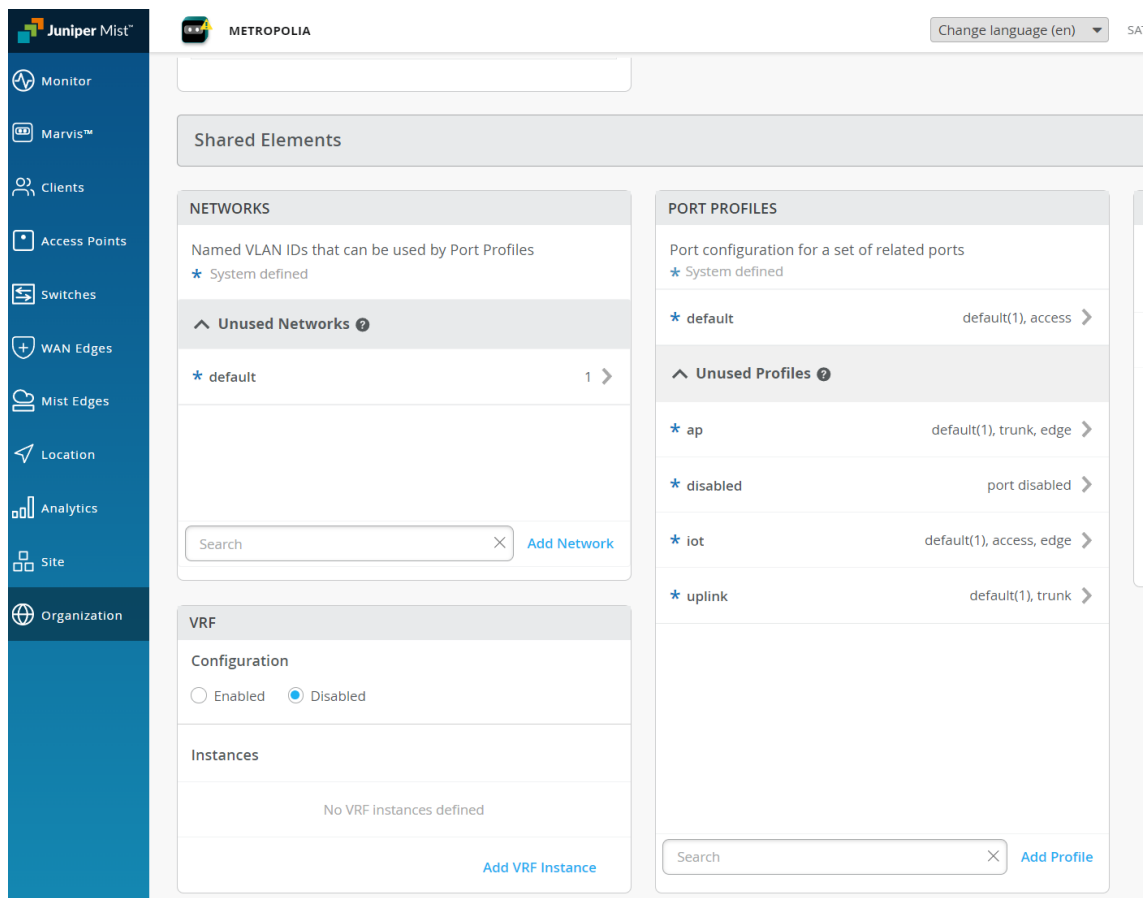 Juniper Mist™
METROPOLIA
Change language (en)
Monitor
Marvis™
Clients
Access Points
Switches
WAN Edges
Mist Edges
Location
Analytics
Site
Organization
Shared Elements
NETWORKS
Named VLAN IDs that can be used by Port Profiles
* System defined
Unused Networks ?
* default 1
Search
Add Network
VRF
Configuration
Enabled Disabled
Instances
No VRF instances defined
Add VRF Instance
PORT PROFILES
Port configuration for a set of related ports
* System defined
* default default(1), access
Unused Profiles ?
* ap default(1), trunk, edge
* disabled port disabled
* iot default(1), access, edge
* uplink default(1), trunk
Search
Add Profile